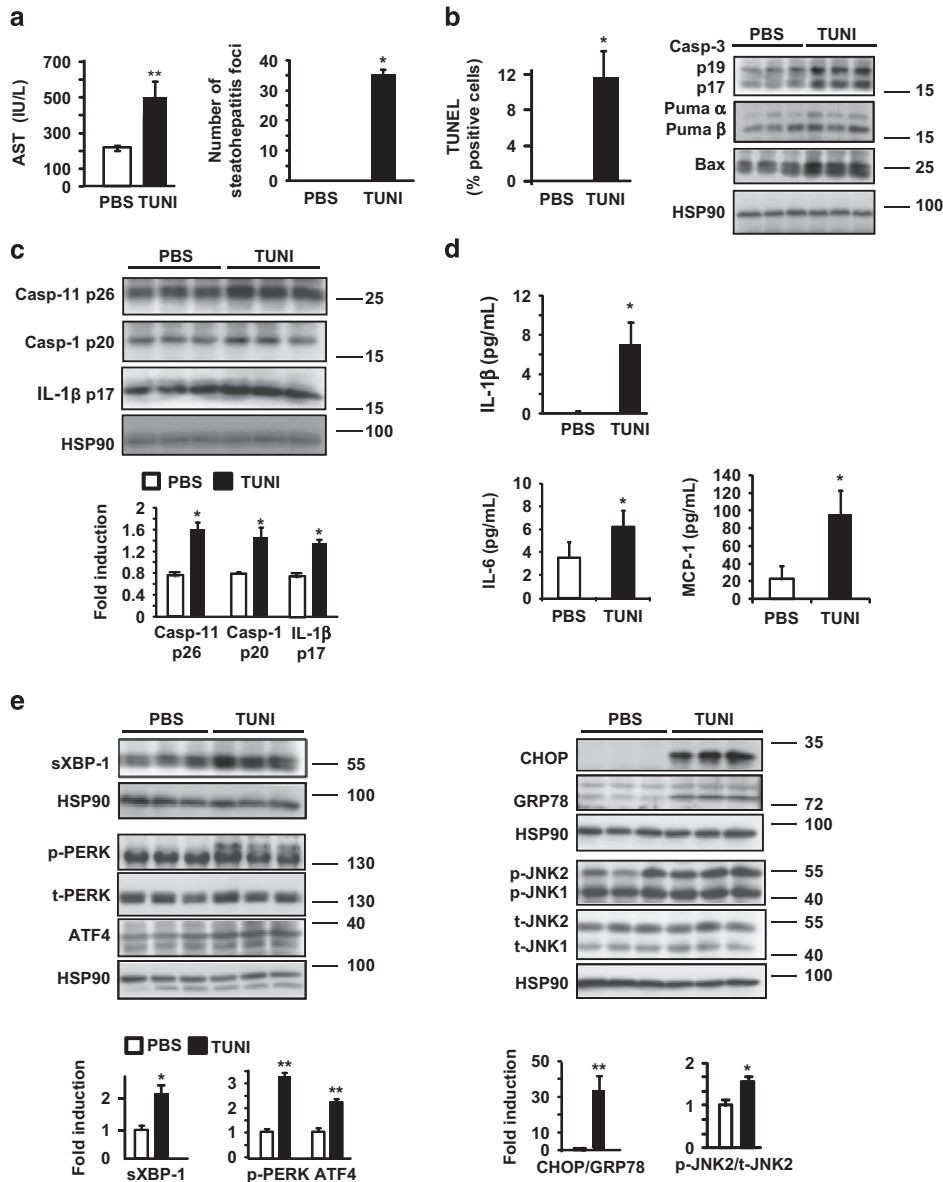 a
AST (IU/L)
700
500
400
200
0
**
PBS TUNI
Number of
steatohepatitis foci
40
30
20
10
0
*
PBS TUNI
b
TUNEL
(% positive cells)
12
8
4
0
*
PBS TUNI
PBS TUNI
Casp-3
p19
p17
15
Puma α
Puma β
15
Bax
25
HSP90
100
c
PBS TUNI
Casp-11 p26
25
Casp-1 p20
15
IL-1β p17
15
HSP90
100
PBS TUNI
Fold induction
2
1.6
1.2
0.8
0.4
0
* * *
Casp-11 Casp-1 IL-1β
p26 p20 p17
d
IL-1β (pg/mL)
12
8
4
0
*
PBS TUNI
IL-6 (pg/mL)
10
8
6
4
2
0
*
PBS TUNI
MCP-1 (pg/mL)
140
120
100
80
60
40
20
0
*
PBS TUNI
e
PBS TUNI
sXBP-1
55
HSP90
100
p-PERK
130
t-PERK
130
ATF4
40
HSP90
100
PBS TUNI
Fold induction
2
1
0
*
sXBP-1
3
2
1
0
** **
p-PERK ATF4
PBS TUNI
CHOP
35
GRP78
72
HSP90
100
p-JNK2
55
p-JNK1
40
t-JNK2
55
t-JNK1
40
HSP90
100
Fold induction
50
30
10
0
**
CHOP/GRP78
2
1
1
0
*
p-JNK2/t-JNK2